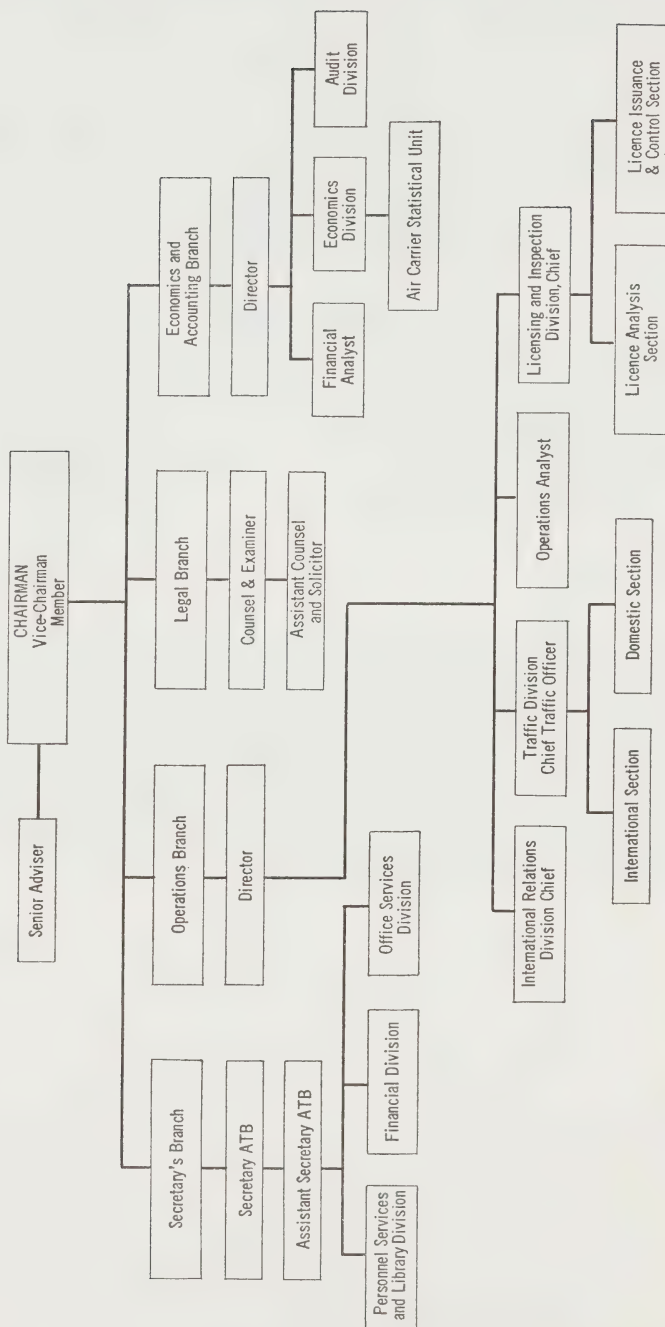 CHAIRMAN
Vice-Chairman
Member
Senior Adviser
Secretary's Branch
Operations Branch
Legal Branch
Economics and
Accounting Branch
Secretary ATB
Director
Counsel & Examiner
Director
Assistant Secretary ATB
Assistant Counsel
and Solicitor
Financial
Analyst
Economics
Division
Audit
Division
Personnel Services
and Library Division
Financial Division
Office Services
Division
Air Carrier Statistical Unit
International Relations
Division Chief
Traffic Division
Chief Traffic Officer
Operations Analyst
Licensing and Inspection
Division, Chief
International Section
Domestic Section
Licence Analysis
Section
Licence Issuance
& Control Section